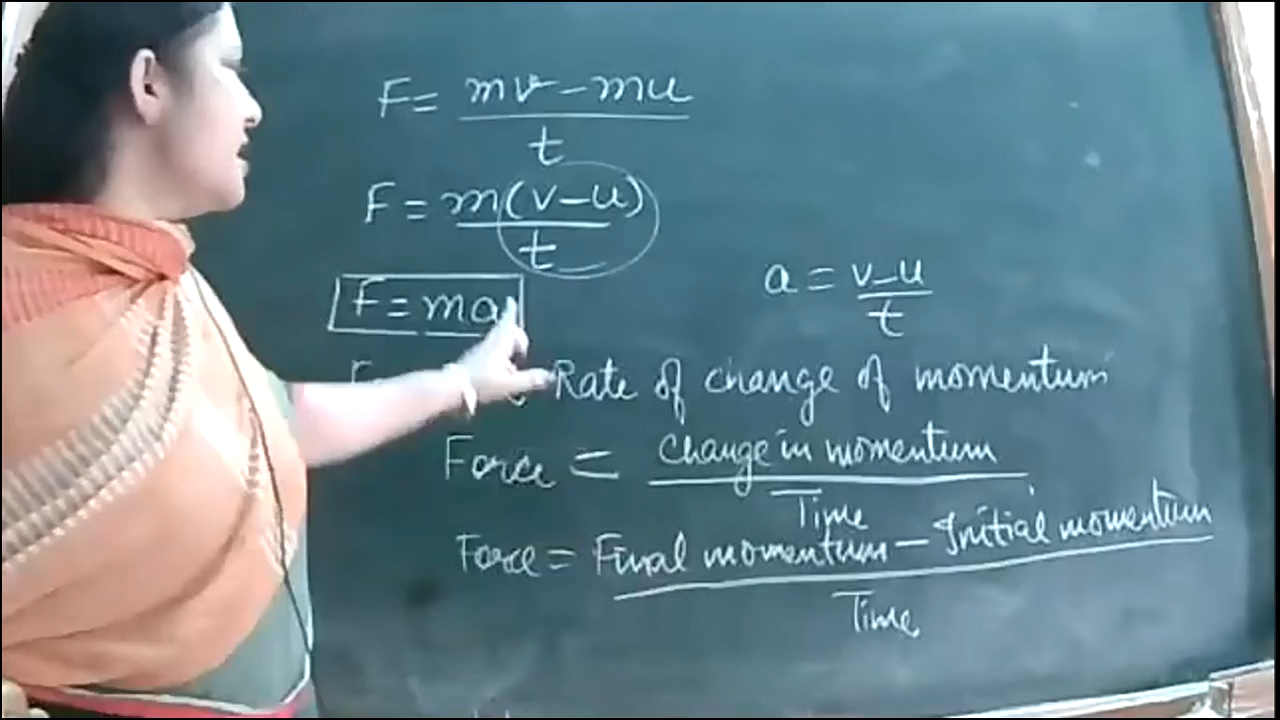 F = mv - mu / t
F = m(v-u) / t
F = ma
a = v-u / t
Rate of change of momentum
Force = Change in momentum / Time
Force = Final momentum - Initial momentum / Time